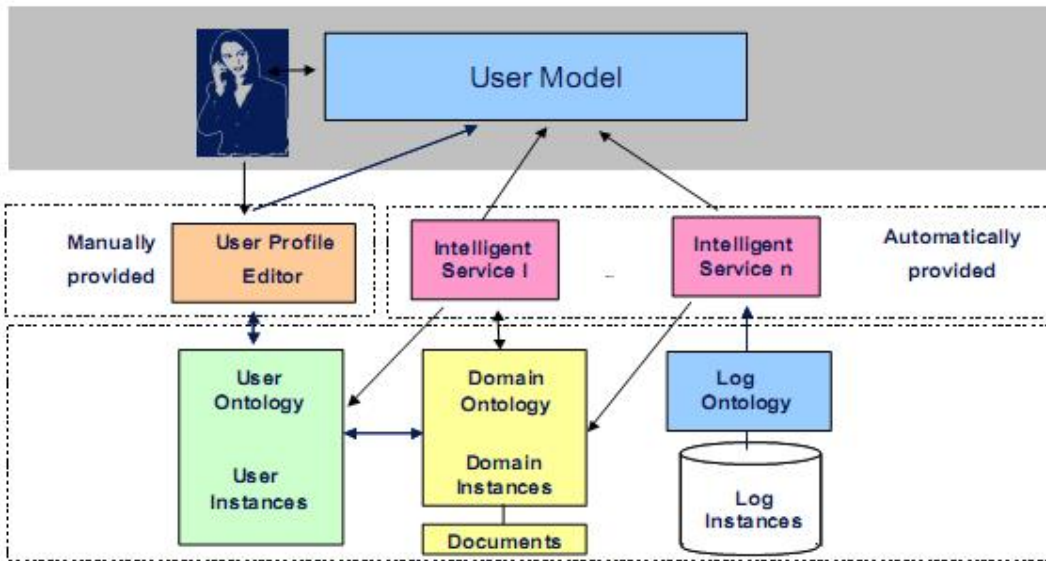 User Model
Manually
provided
User Profile
Editor
Intelligent
Service I
Intelligent
Service n
Automatically
provided
User
Ontology
User
Instances
Domain
Ontology
Domain
Instances
Documents
Log
Ontology
Log
Instances